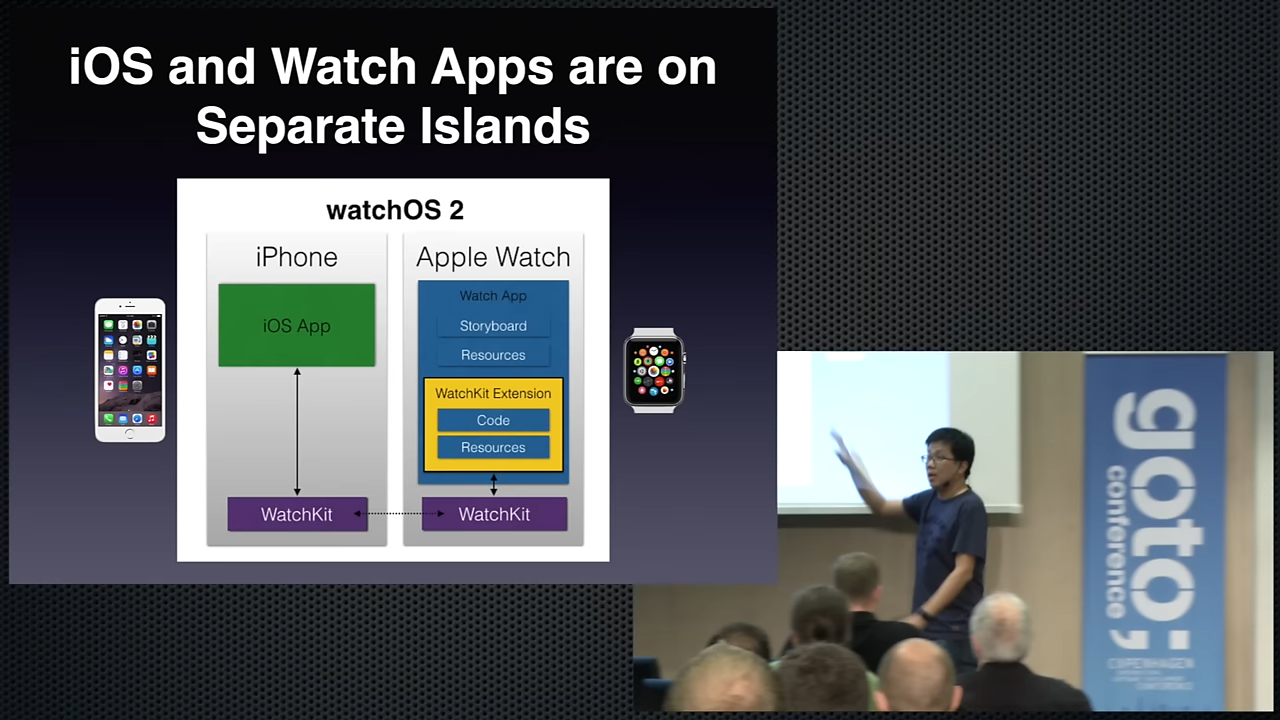 iOS and Watch Apps are on
Separate Islands
watchOS 2
iPhone
Apple Watch
iOS App
Watch App
Storyboard
Resources
WatchKit Extension
Code
Resources
WatchKit
WatchKit
goto;
conference
COPENHAGEN